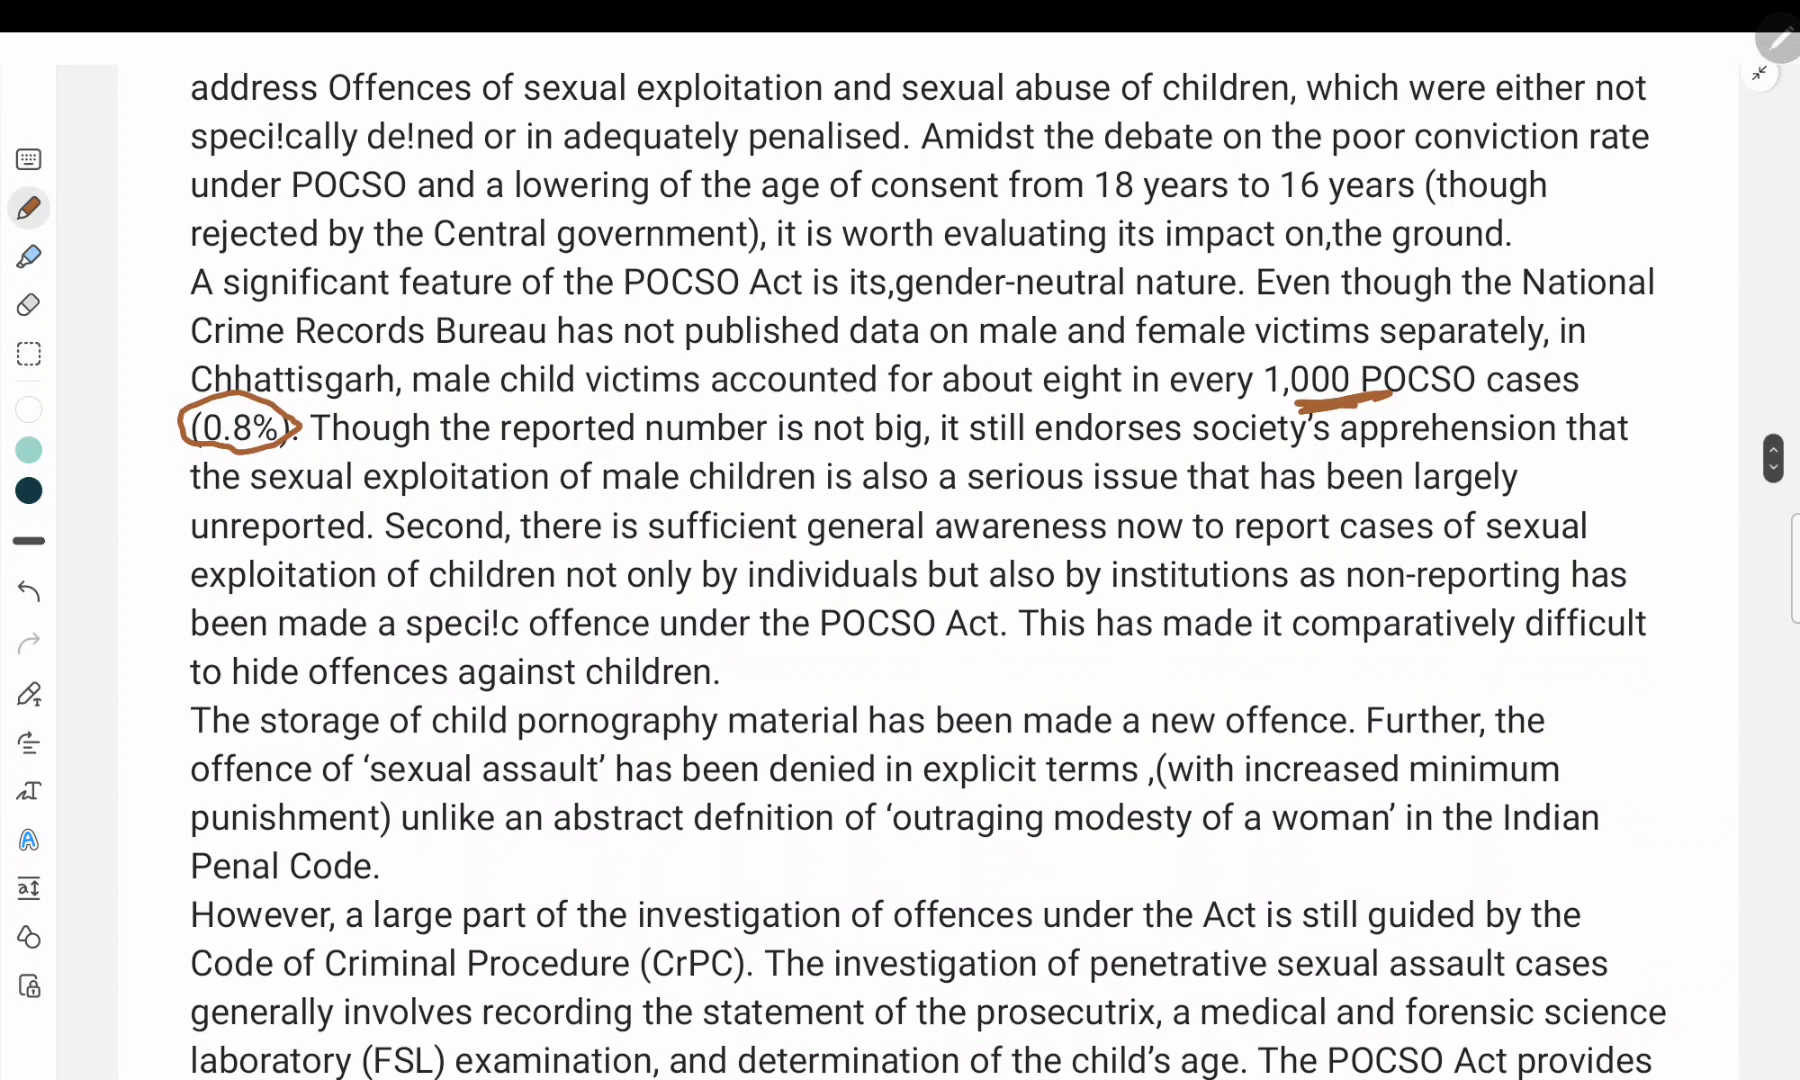 address Offences of sexual exploitation and sexual abuse of children, which were either not
speci!cally de!ned or in adequately penalised. Amidst the debate on the poor conviction rate
under POCSO and a lowering of the age of consent from 18 years to 16 years (though
rejected by the Central government), it is worth evaluating its impact on,the ground.
A significant feature of the POCSO Act is its,gender-neutral nature. Even though the National
Crime Records Bureau has not published data on male and female victims separately, in
Chhattisgarh, male child victims accounted for about eight in every 1,000 POCSO cases
(0.8%). Though the reported number is not big, it still endorses society’s apprehension that
the sexual exploitation of male children is also a serious issue that has been largely
unreported. Second, there is sufficient general awareness now to report cases of sexual
exploitation of children not only by individuals but also by institutions as non-reporting has
been made a speci!c offence under the POCSO Act. This has made it comparatively difficult
to hide offences against children.
The storage of child pornography material has been made a new offence. Further, the
offence of ‘sexual assault’ has been denied in explicit terms ,(with increased minimum
punishment) unlike an abstract defnition of ‘outraging modesty of a woman’ in the Indian
Penal Code.
However, a large part of the investigation of offences under the Act is still guided by the
Code of Criminal Procedure (CrPC). The investigation of penetrative sexual assault cases
generally involves recording the statement of the prosecutrix, a medical and forensic science
laboratory (FSL) examination, and determination of the child’s age. The POCSO Act provides